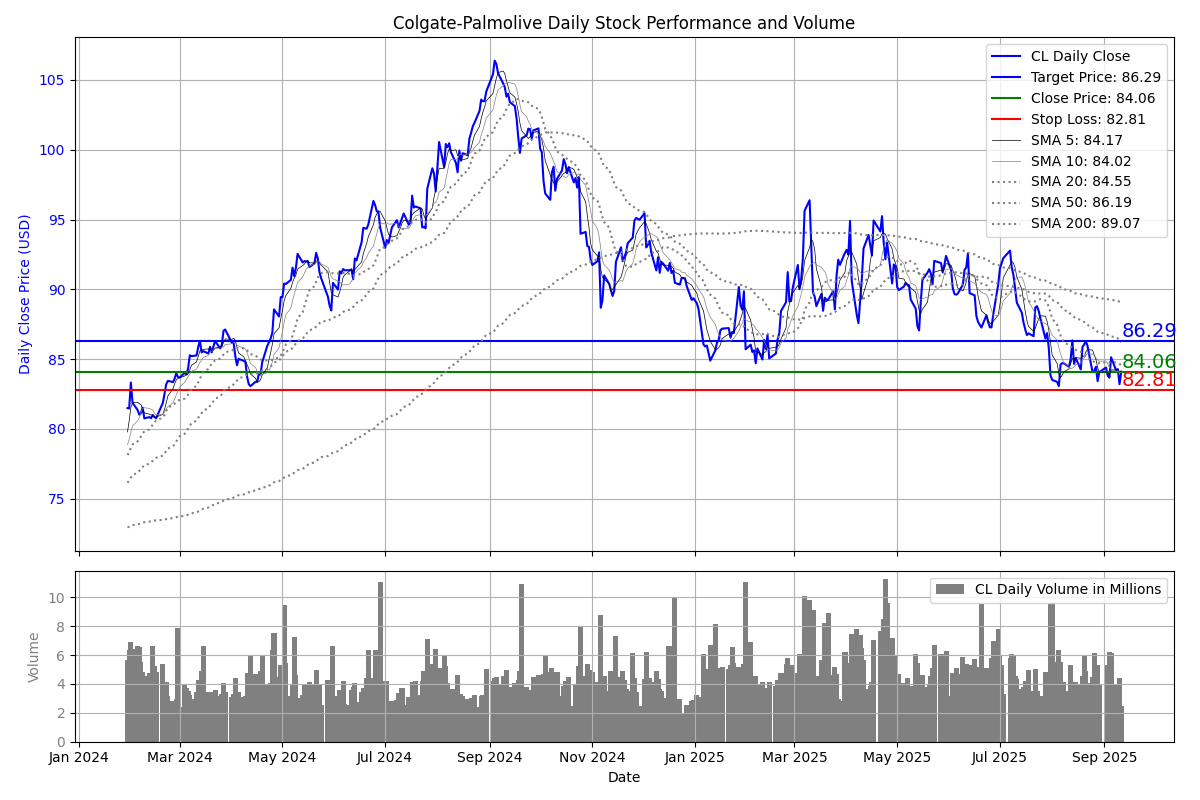 Colgate-Palmolive Daily Stock Performance and Volume
Daily Close Price (USD)
105
100
95
90
85
80
75
CL Daily Close
Target Price: 86.29
Close Price: 84.06
Stop Loss: 82.81
SMA 5: 84.17
SMA 10: 84.02
SMA 20: 84.55
SMA 50: 86.19
SMA 200: 89.07
86.29
84.06
82.81
Volume
10
8
6
4
2
0
CL Daily Volume in Millions
Jan 2024
Mar 2024
May 2024
Jul 2024
Sep 2024
Nov 2024
Jan 2025
Mar 2025
May 2025
Jul 2025
Sep 2025
Date